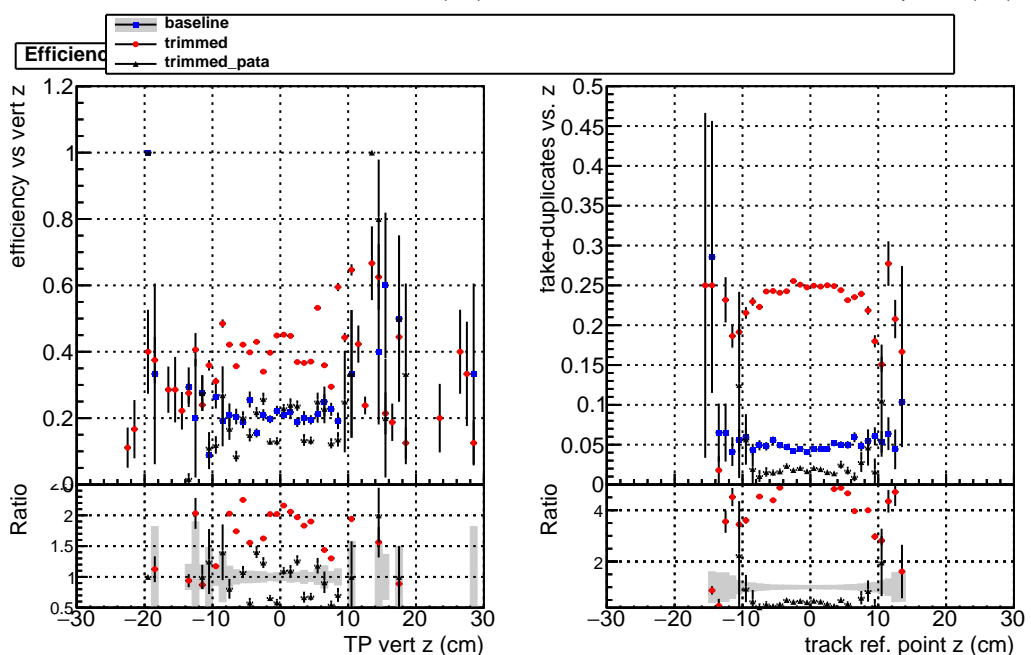 baseline
trimmed
trimmed_pata
Efficienc
efficiency vs vert z
1.2
1
0.8
0.6
0.4
0.2
0
Ratio
2
1.5
1
0.5
−30 −20 −10 0 10 20 30
TP vert z (cm)
fake+duplicates vs. z
0.5
0.45
0.4
0.35
0.3
0.25
0.2
0.15
0.1
0.05
0
Ratio
4
2
−30 −20 −10 0 10 20 30
track ref. point z (cm)